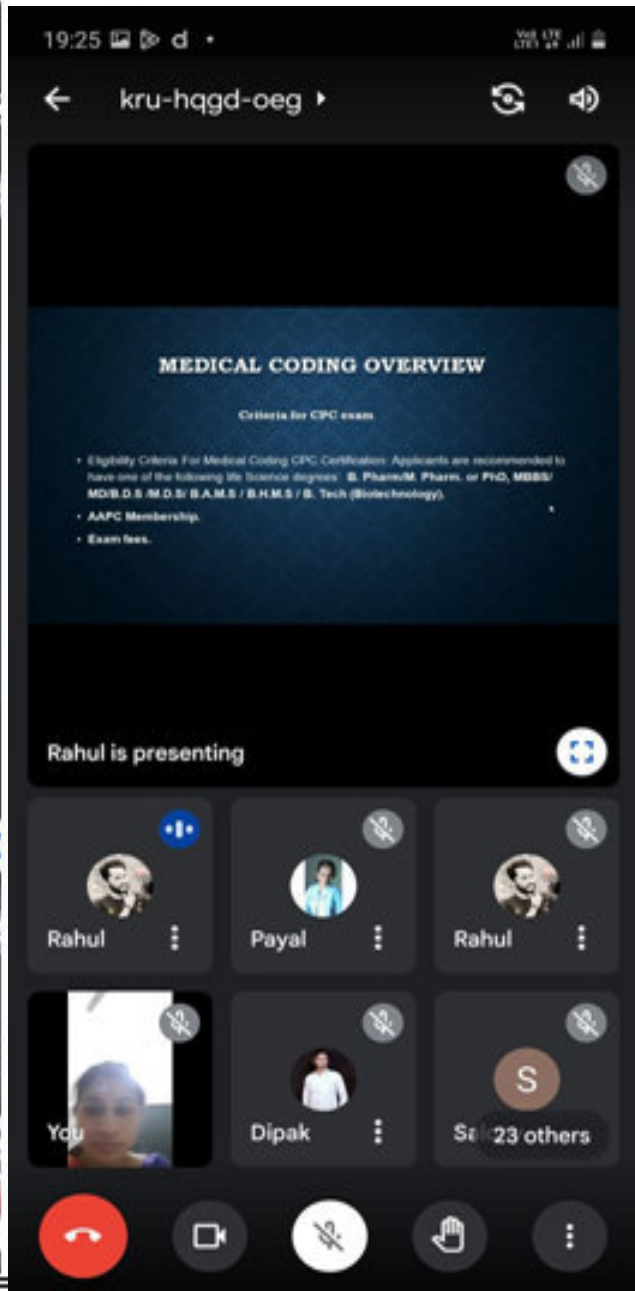 19:25
kru-hqgd-oeg
MEDICAL CODING OVERVIEW
Criteria for CPC exam
• Eligibility Criteria For Medical Coding CPC Certification: Applicants are recommended to
have one of the following life Science degrees: B. Pharm/M. Pharm. or PhD, MBBS/
MD/B.D.S /M.D.S/ B.A.M.S / B.H.M.S / B. Tech (Biotechnology).
• AAPC Membership.
• Exam fees.
Rahul is presenting
Rahul
Payal
Rahul
You
Dipak
S
23 others